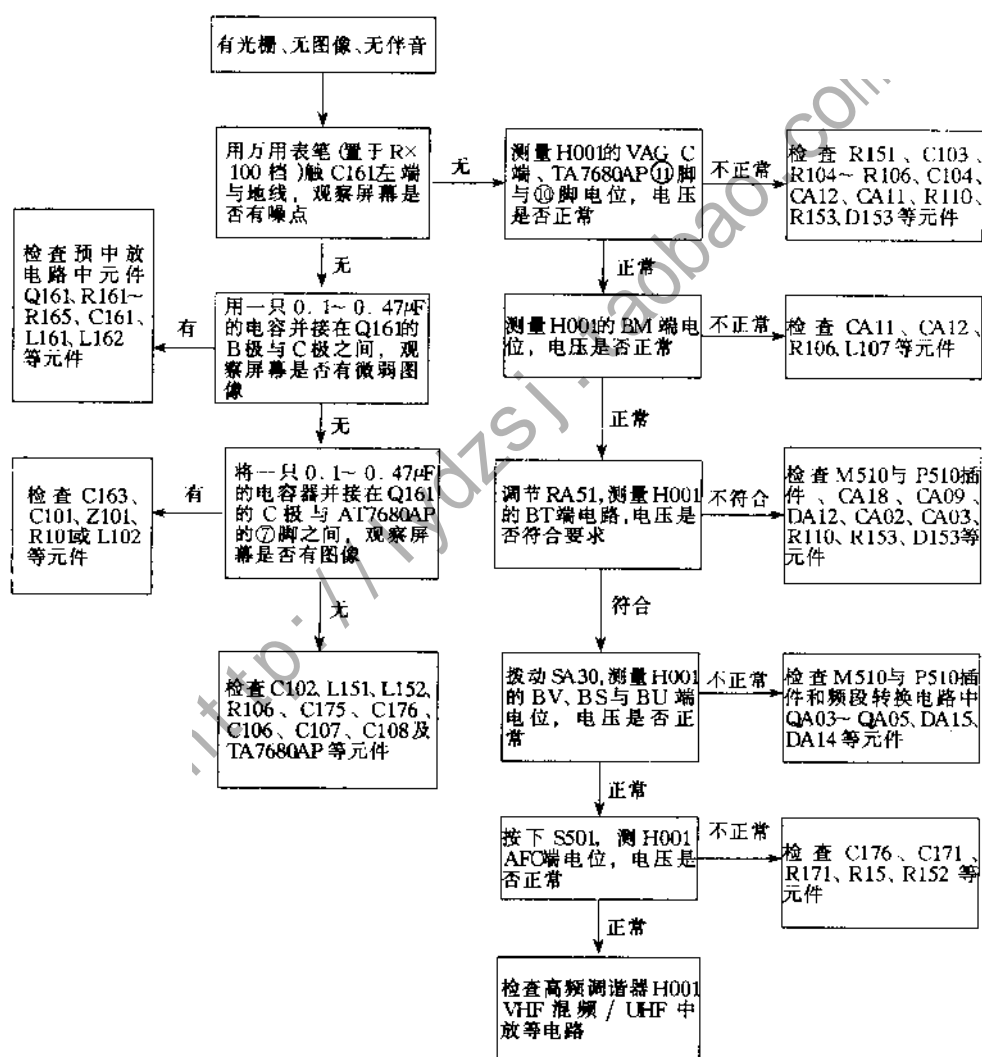 有光栅、无图像、无伴音
用万用表笔(置于R×
100档)触C161左端
与地线，观察屏幕是
否有噪点
无
测量H001的VAG C
端、TA7680AP⑪脚
与⑩脚电位，电压
是否正常
不正常
检查 R151、C103、
R104~R106、C104、
CA12、CA11、R110、
R153、D153等元件
无
正常
检查预中放
电路中元件
Q161、R161~
R165、C161、
L161、L162
等元件
有
用一只0.1~0.47μF
的电容并接在Q161的
B极与C极之间，观
察屏幕是否有微弱图
像
测量H001的BM端电
位，电压是否正常
不正常
检查 CA11、CA12、
R106、L107等元件
无
正常
检查 C163、
C101、Z101、
R101或L102
等元件
有
将一只0.1~0.47μF
的电容器并接在Q161
的C极与AT7680AP
的⑦脚之间，观察屏
幕是否有图像
调节RA51，测量H001
的BT端电路，电压是
否符合要求
不符合
检查M510与P510插
件、CA18、CA09、
DA12、CA02、CA03、
R110、R153、D153等
元件
无
符合
检查C102、L151、L152、
R106、C175、C176、
C106、C107、C108及
TA7680AP等元件
拨动SA30，测量H001
的BV、BS与BU端
电位，电压是否正
常
不正常
检查M510与P510插
件和频段转换电路中
QA03~QA05、DA15、
DA14等元件
正常
按下S501，测H001
AFC端电位，电压是
否正常
不正常
检查 C176、C171、
R171、R15、R152等
元件
正常
检查高频调谐器H001
VHF混频/UHF中
放等电路
http://hydzsj.taobao.com